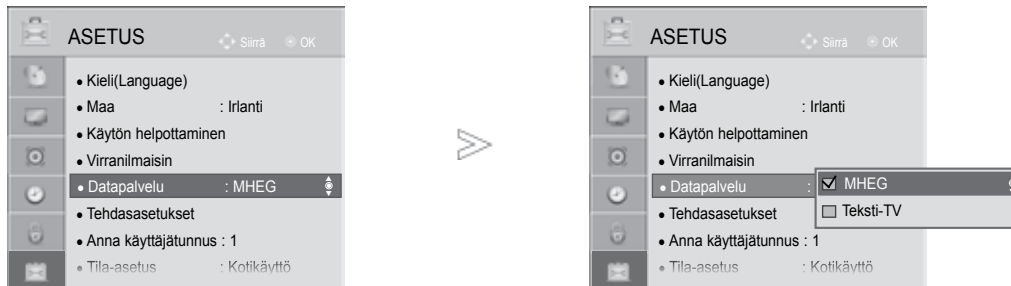 ASETUS Siirrä OK
• Kieli(Language)
• Maa : Irlanti
• Käytön helpottaminen
• Virranilmaisin
• Datapalvelu : MHEG
• Tehdasasetukset
• Anna käyttäjätunnus : 1
• Tila-asetus : Kotikäyttö
ASETUS Siirrä OK
• Kieli(Language)
• Maa : Irlanti
• Käytön helpottaminen
• Virranilmaisin
• Datapalvelu :
MHEG
Teksti-TV
• Tehdasasetukset
• Anna käyttäjätunnus : 1
• Tila-asetus : Kotikäyttö